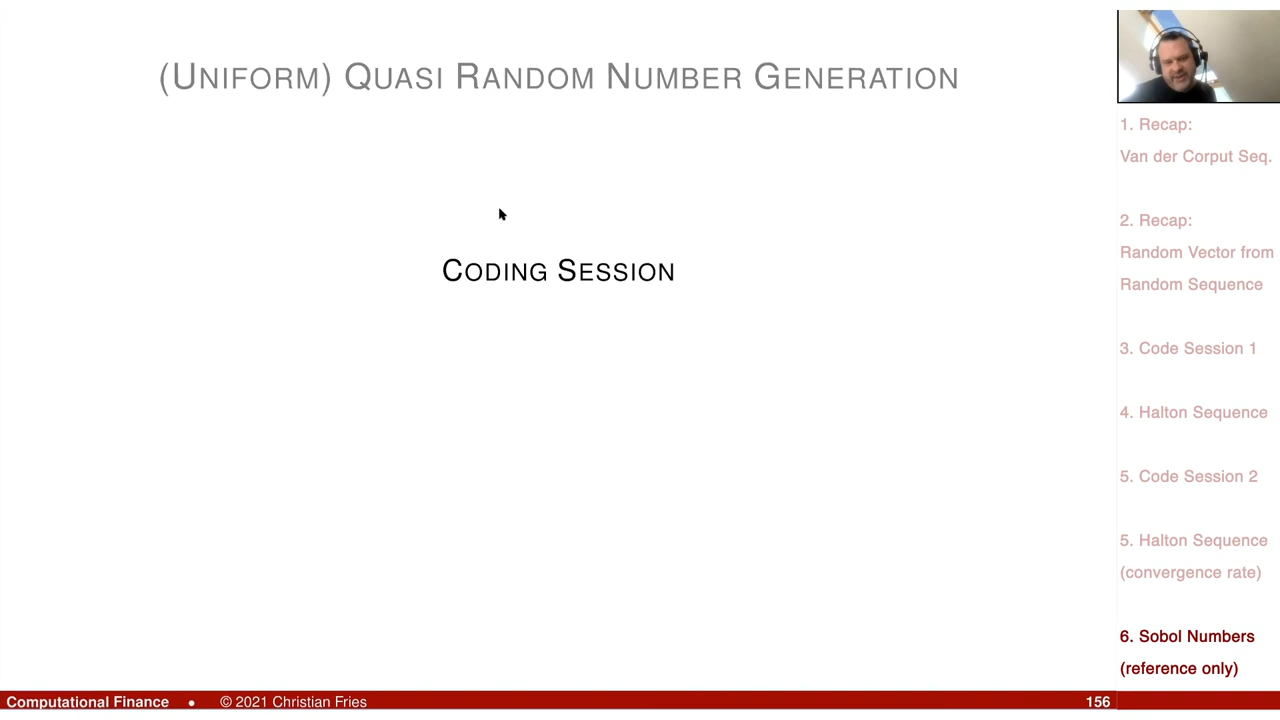 (UNIFORM) QUASI RANDOM NUMBER GENERATION
CODING SESSION
1. Recap:
Van der Corput Seq.
2. Recap:
Random Vector from
Random Sequence
3. Code Session 1
4. Halton Sequence
5. Code Session 2
5. Halton Sequence
(convergence rate)
6. Sobol Numbers
(reference only)
Computational Finance • © 2021 Christian Fries 156